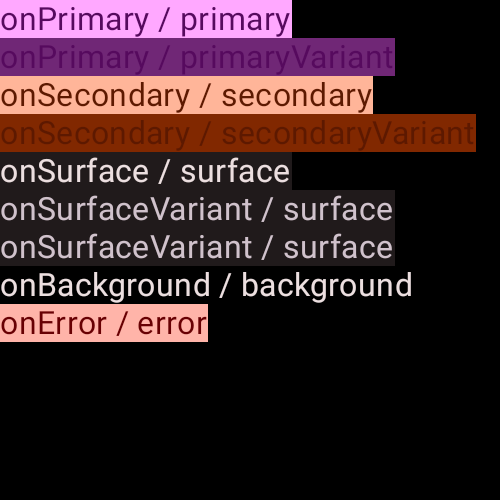 onPrimary / primary
onPrimary / primaryVariant
onSecondary / secondary
onSecondary / secondaryVariant
onSurface / surface
onSurfaceVariant / surface
onSurfaceVariant / surface
onBackground / background
onError / error